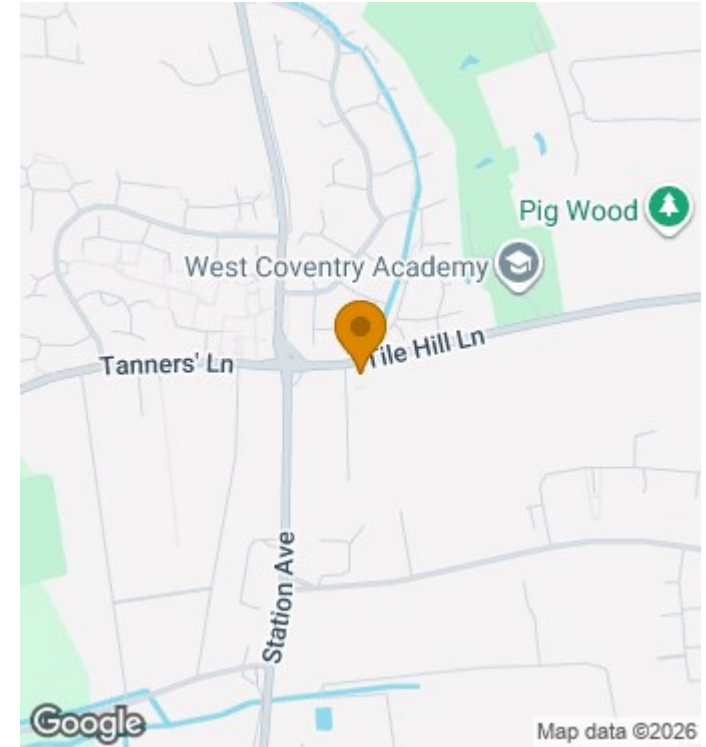 Pig Wood
West Coventry Academy
Tanners' Ln
Tile Hill Ln
Station Ave
Google
Map data ©2026